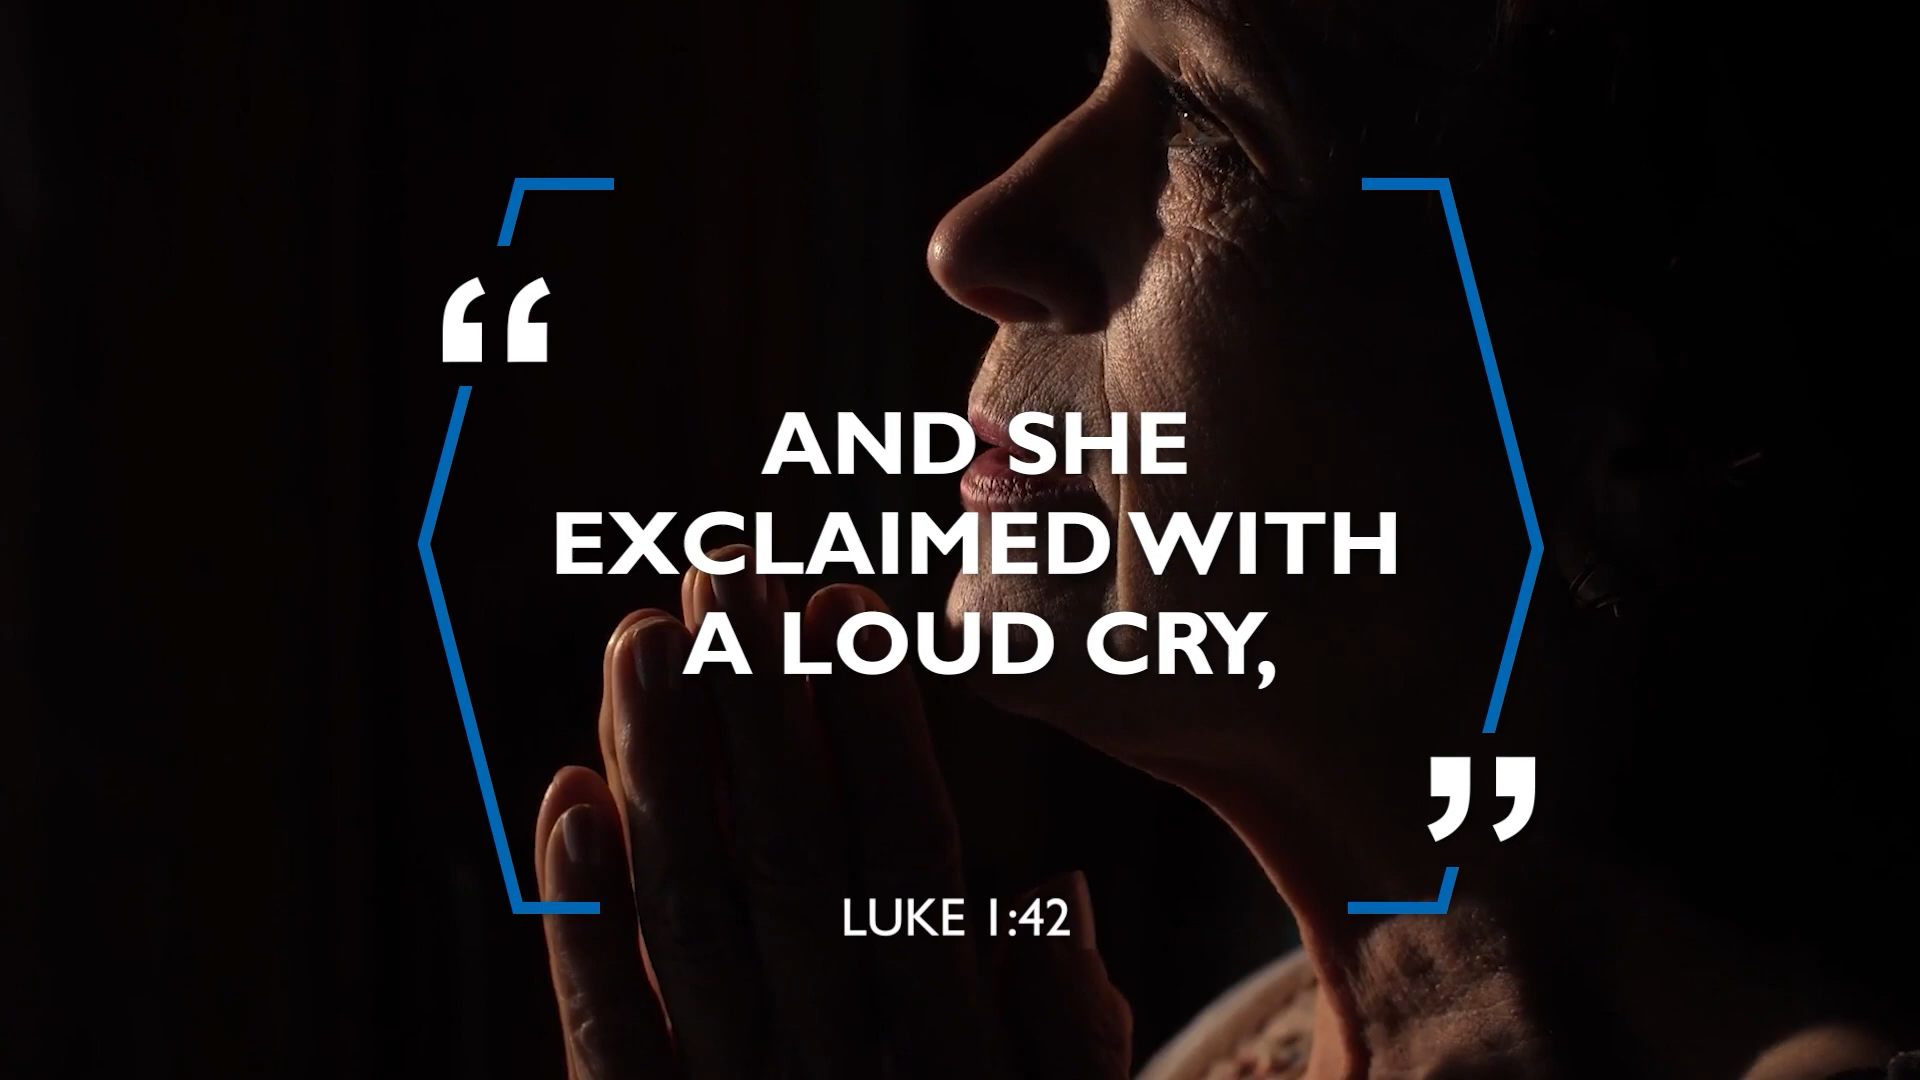 “
AND SHE
EXCLAIMED WITH
A LOUD CRY,
”
LUKE 1:42